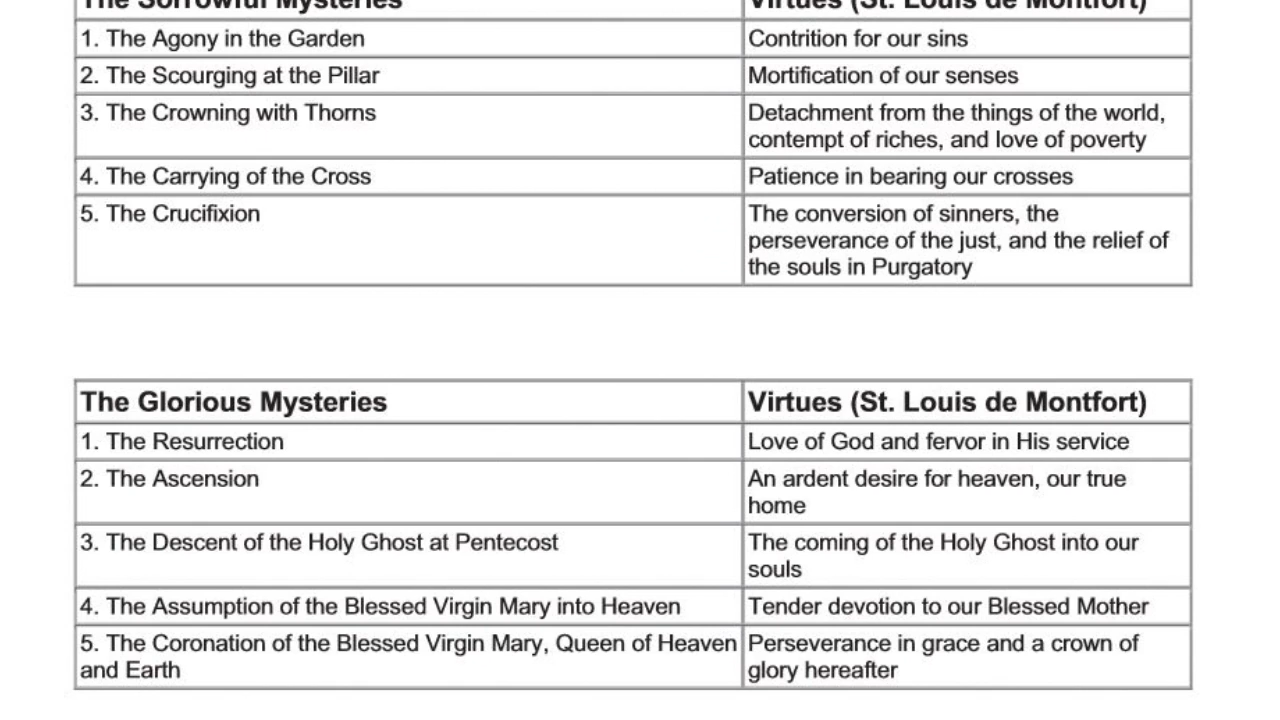 The Sorrowful Mysteries Virtues (St. Louis de Montfort)
1. The Agony in the Garden Contrition for our sins
2. The Scourging at the Pillar Mortification of our senses
3. The Crowning with Thorns Detachment from the things of the world,
contempt of riches, and love of poverty
4. The Carrying of the Cross Patience in bearing our crosses
5. The Crucifixion The conversion of sinners, the
perseverance of the just, and the relief of
the souls in Purgatory
The Glorious Mysteries Virtues (St. Louis de Montfort)
1. The Resurrection Love of God and fervor in His service
2. The Ascension An ardent desire for heaven, our true
home
3. The Descent of the Holy Ghost at Pentecost The coming of the Holy Ghost into our
souls
4. The Assumption of the Blessed Virgin Mary into Heaven Tender devotion to our Blessed Mother
5. The Coronation of the Blessed Virgin Mary, Queen of Heaven Perseverance in grace and a crown of
and Earth glory hereafter